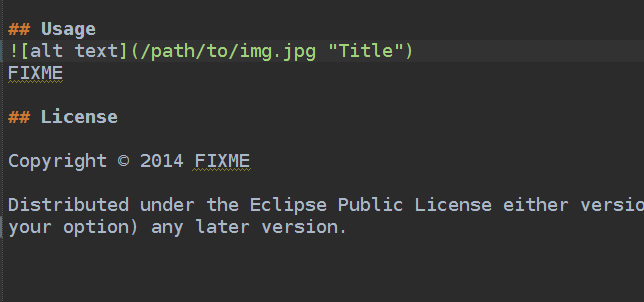 ## Usage
![alt text](/path/to/img.jpg "Title")
FIXME
## License
Copyright © 2014 FIXME
Distributed under the Eclipse Public License either versio
your option) any later version.